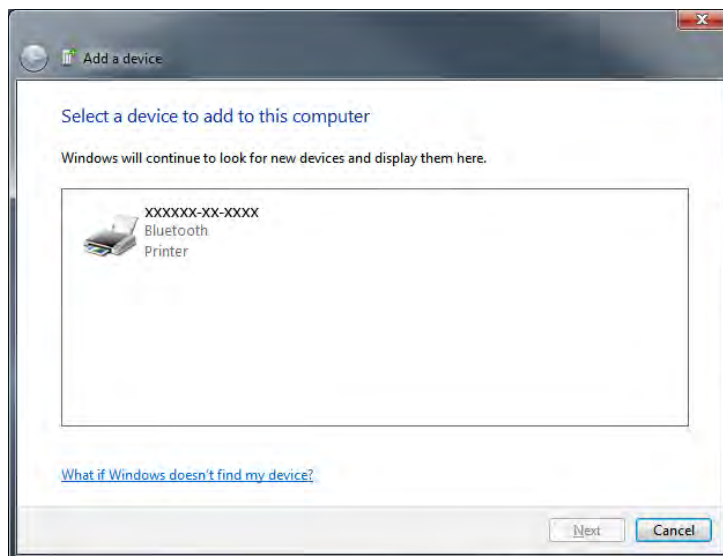 Add a device
Select a device to add to this computer
Windows will continue to look for new devices and display them here.
XXXXXX-XX-XXXX
Bluetooth
Printer
What if Windows doesn't find my device?
Next Cancel